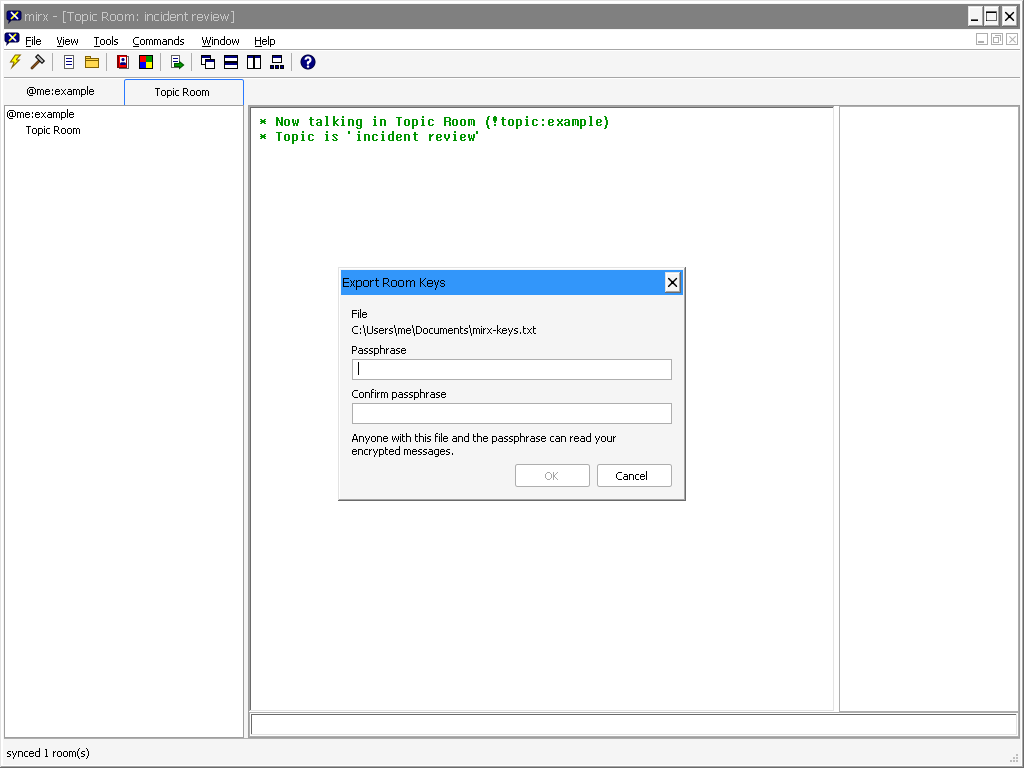 mirx - [Topic Room: incident review]
File View Tools Commands Window Help
@me:example Topic Room
@me:example
Topic Room
* Now talking in Topic Room (!topic:example)
* Topic is 'incident review'
Export Room Keys
File
C:\Users\me\Documents\mirx-keys.txt
Passphrase
Confirm passphrase
Anyone with this file and the passphrase can read your
encrypted messages.
OK Cancel
synced 1 room(s)